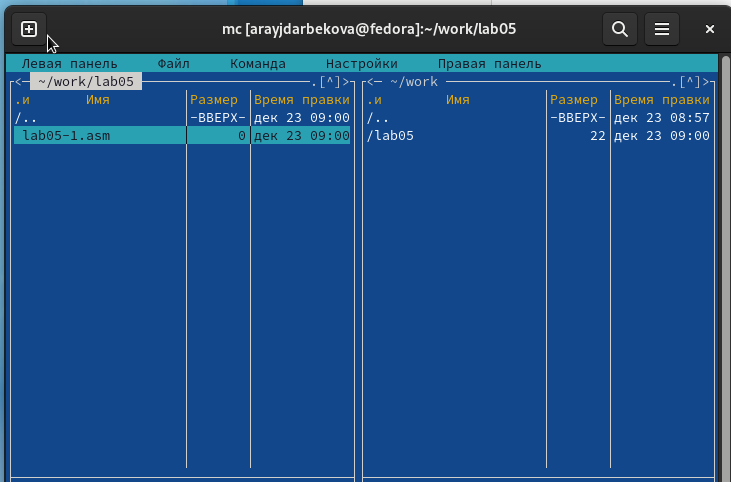 mc [arayjdarbekova@fedora]:~/work/lab05
Левая панель Файл Команда Настройки Правая панель
<─ ~/work/lab05 ─.[^]> <─ ~/work ─.[^]>
.и Имя Размер Время правки .и Имя Размер Время правки
/.. -ВВЕРХ- дек 23 09:00 /.. -ВВЕРХ- дек 23 08:57
lab05-1.asm 0 дек 23 09:00 /lab05 22 дек 23 09:00